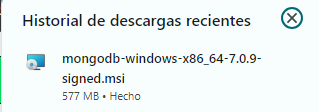 Historial de descargas recientes
mongodb-windows-x86_64-7.0.9-
signed.msi
577 MB • Hecho